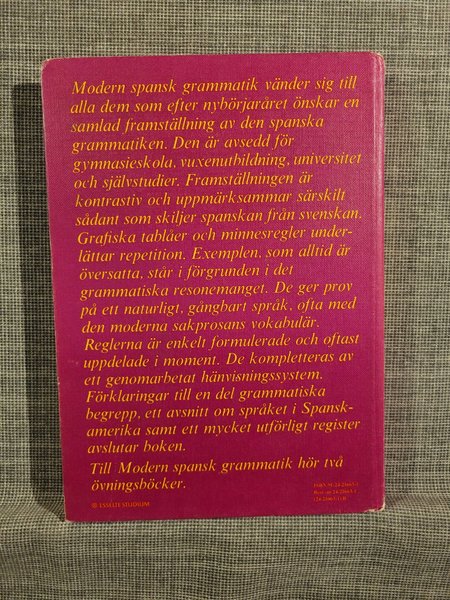 Modern spansk grammatik vänder sig till
alla dem som efter nybörjaråret önskar en
samlad framställning av den spanska
grammatiken. Den är avsedd för
gymnasieskola, vuxenutbildning, universitet
och självstudier. Framställningen är
kontrastiv och uppmärksammar särskilt
sådant som skiljer spanskan från svenskan.
Grafiska tablåer och minnesregler under-
lättar repetition. Exemplen, som alltid är
översatta, står i förgrunden i det
grammatiska resonemanget. De ger prov
på ett naturligt, gångbart språk, ofta med
den moderna sakprosans vokabulär.
Reglerna är enkelt formulerade och oftast
uppdelade i moment. De kompletteras av
ett genomarbetat hänvisningssystem.
Förklaringar till en del grammatiska
begrepp, ett avsnitt om språket i Spansk-
amerika samt ett mycket utförligt register
avslutar boken.
Till Modern spansk grammatik hör två
övningsböcker.
ESSELTE STUDIUM
ISBN